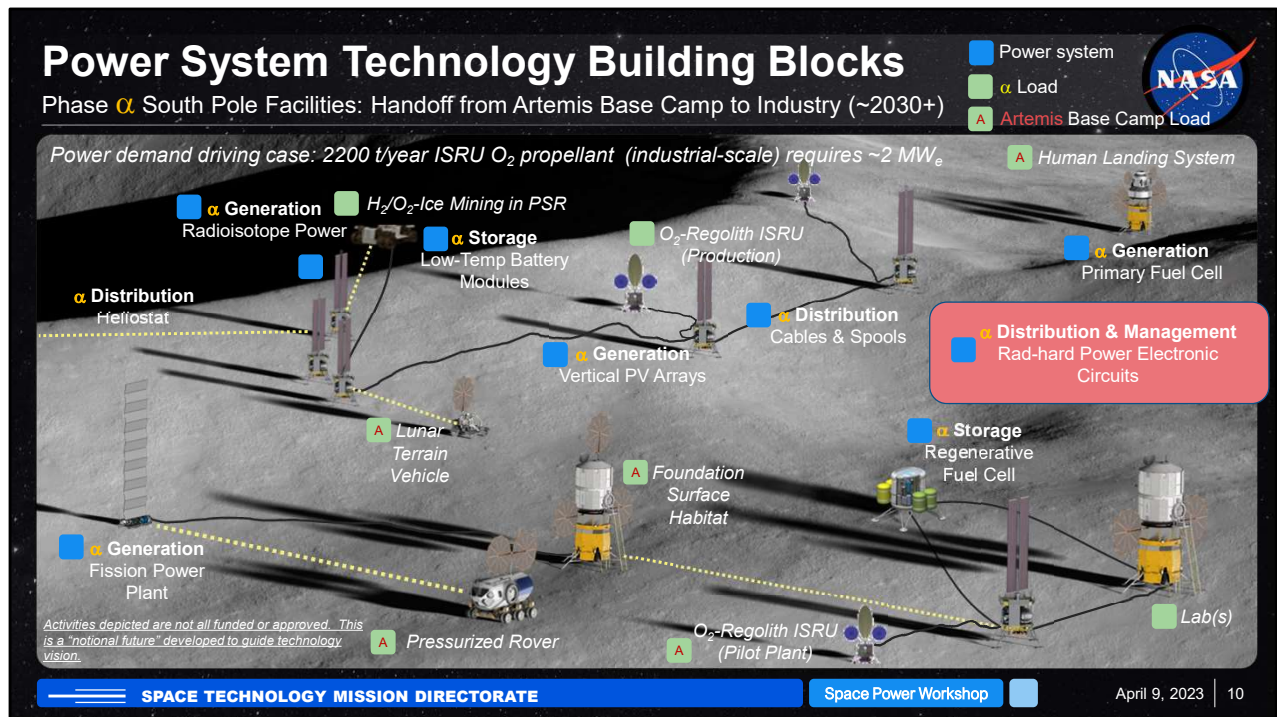 Power System Technology Building Blocks
Phase α South Pole Facilities: Handoff from Artemis Base Camp to Industry (~2030+)
Power system
α Load
A Artemis Base Camp Load
NASA
Power demand driving case: 2200 t/year ISRU O₂ propellant (industrial-scale) requires ~2 MWₑ
A Human Landing System
α Generation
Radioisotope Power
H₂/O₂-Ice Mining in PSR
α Storage
Low-Temp Battery
Modules
O₂-Regolith ISRU
(Production)
α Generation
Primary Fuel Cell
α Distribution
Heliostat
α Distribution
Cables & Spools
α Distribution & Management
Rad-hard Power Electronic
Circuits
α Generation
Vertical PV Arrays
A Lunar
Terrain
Vehicle
A Foundation
Surface
Habitat
α Storage
Regenerative
Fuel Cell
α Generation
Fission Power
Plant
Activities depicted are not all funded or approved. This
is a "notional future" developed to guide technology
vision.
A Pressurized Rover
A O₂-Regolith ISRU
(Pilot Plant)
Lab(s)
SPACE TECHNOLOGY MISSION DIRECTORATE
Space Power Workshop
April 9, 2023
10